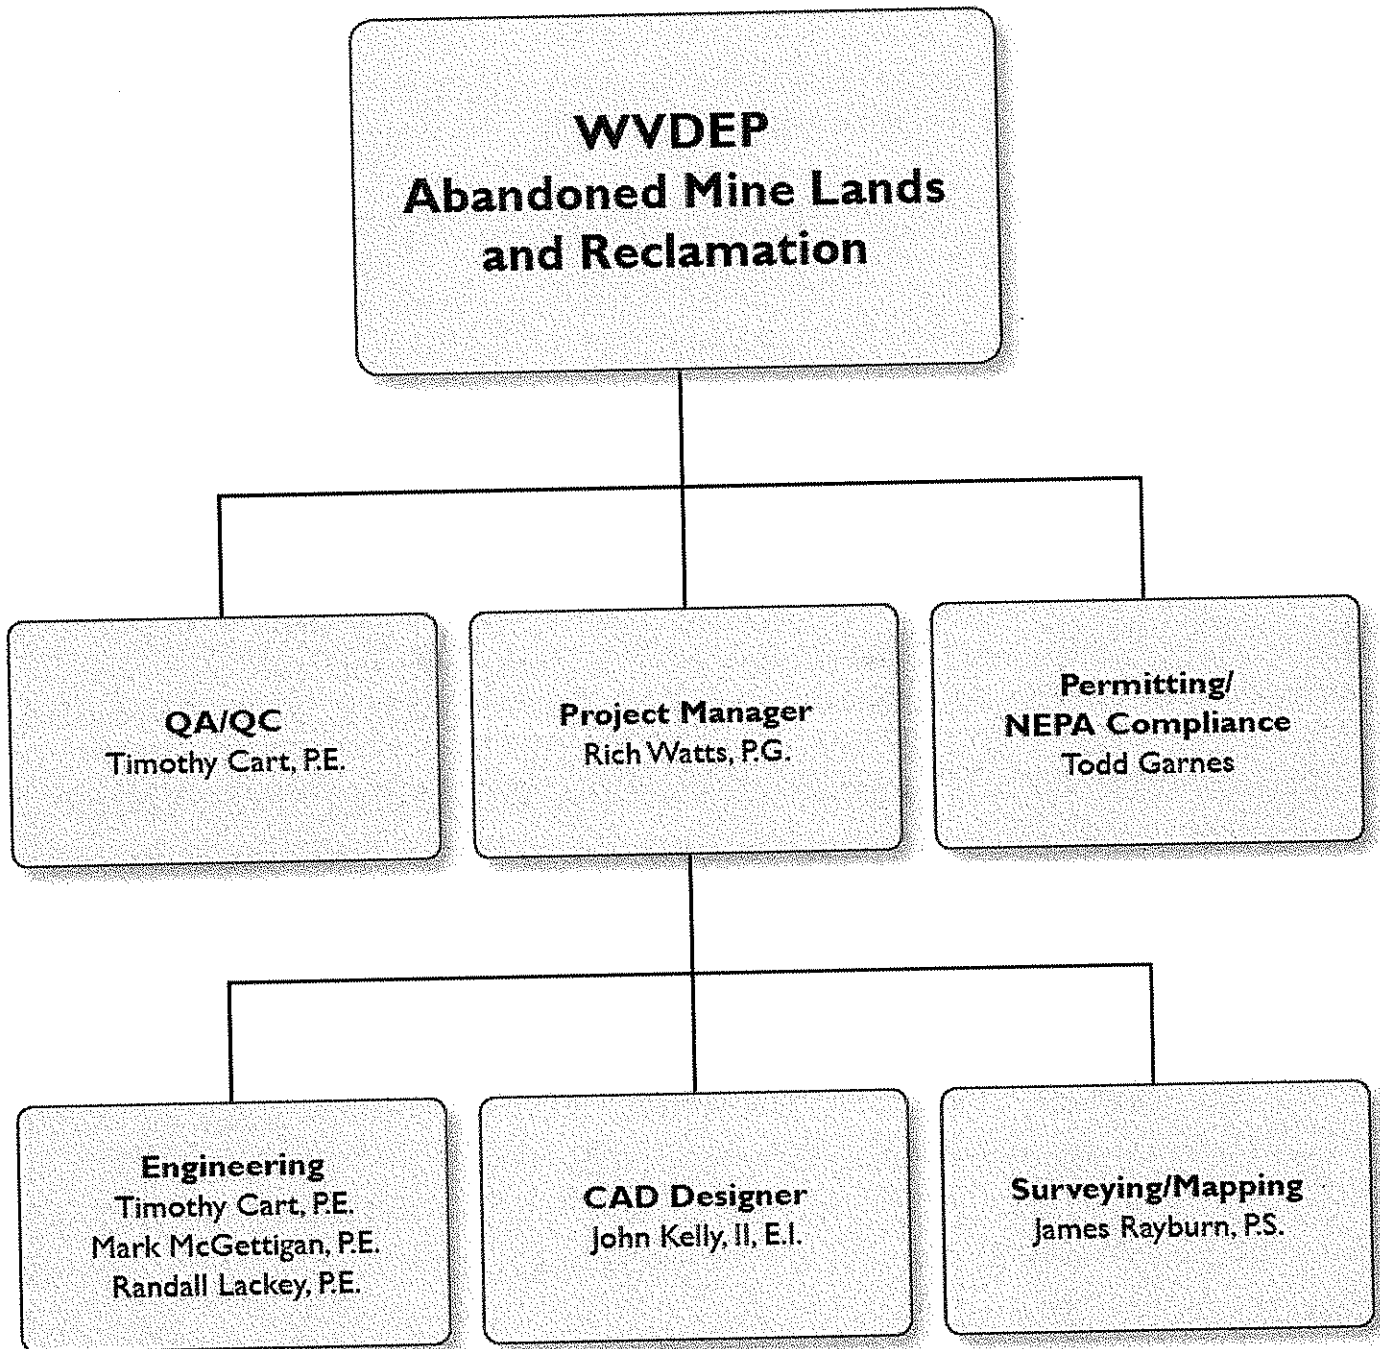 WVDEP
Abandoned Mine Lands
and Reclamation
QA/QC
Timothy Cart, P.E.
Project Manager
Rich Watts, P.G.
Permitting/
NEPA Compliance
Todd Garnes
Engineering
Timothy Cart, P.E.
Mark McGettigan, P.E.
Randall Lackey, P.E.
CAD Designer
John Kelly, II, E.I.
Surveying/Mapping
James Rayburn, P.S.